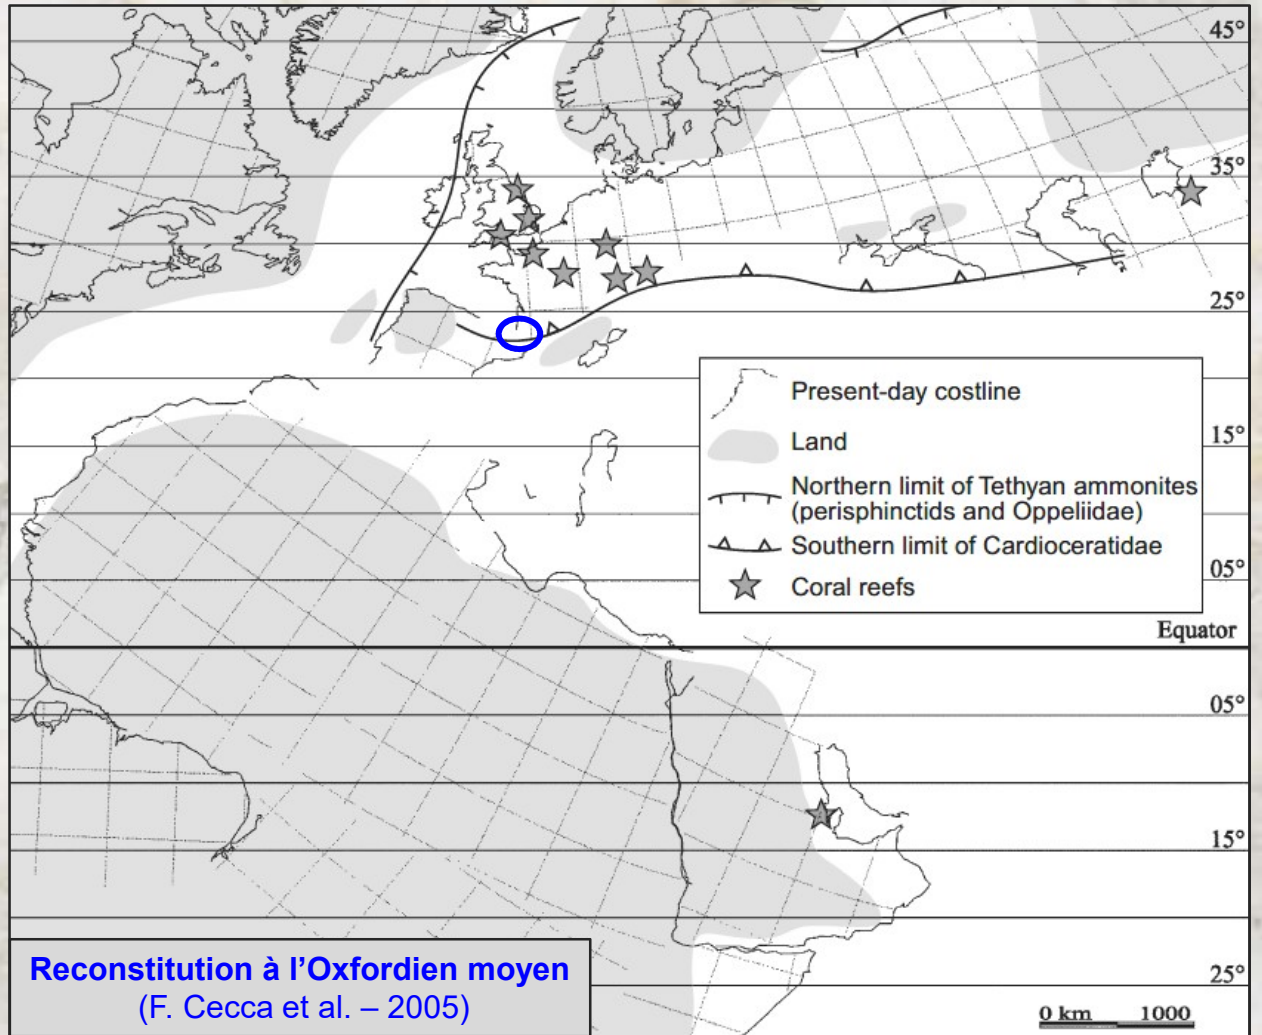 45°
35°
25°
Present-day costline
15°
Land
Northern limit of Tethyan ammonites
(perisphinctids and Oppeliidae)
Southern limit of Cardioceratidae
05°
Coral reefs
Equator
05°
15°
Reconstitution à l'Oxfordien moyen
(F. Cecca et al. – 2005)
25°
0 km 1000